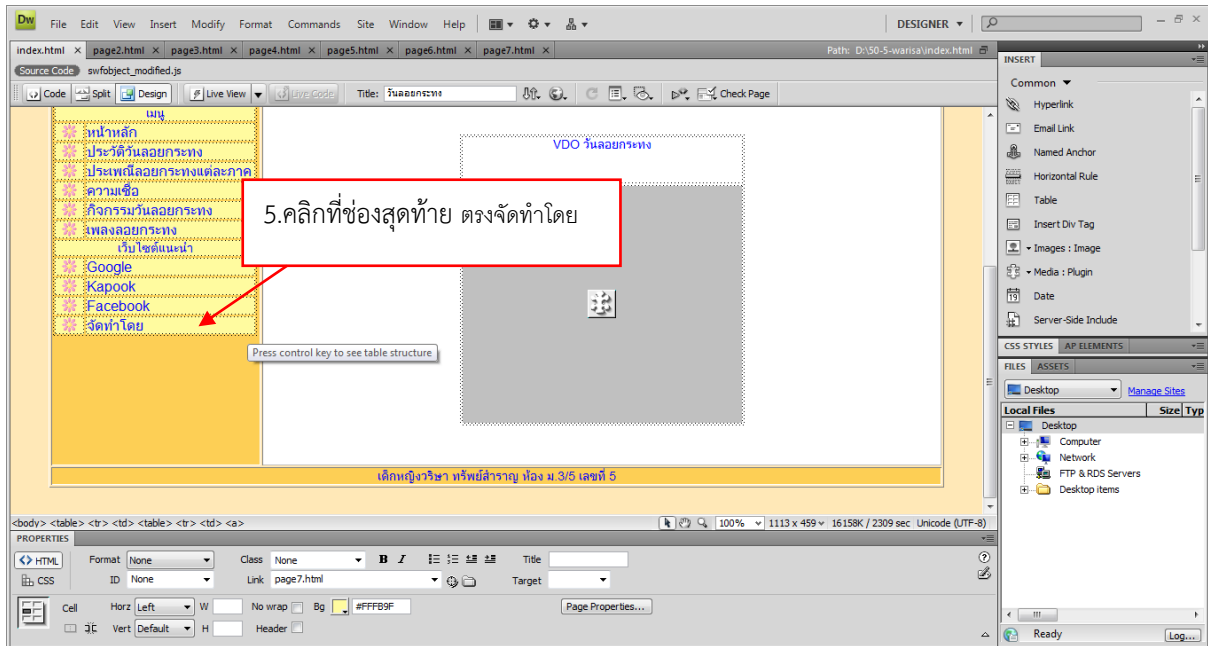 Dw File Edit View Insert Modify Format Commands Site Window Help DESIGNER
index.html × page2.html × page3.html × page4.html × page5.html × page6.html × page7.html × Path: D:\50-5-warisa\index.html
Source Code swfobject_modified.js
Code Split Design Live View Live Code Title: วันลอยกระทง Check Page
เมนู
หน้าหลัก
ประวัติวันลอยกระทง
ประเพณีลอยกระทงแต่ละภาค
ความเชื่อ
กิจกรรมวันลอยกระทง
เพลงลอยกระทง
เว็บไซต์แนะนำ
Google
Kapook
Facebook
จัดทำโดย
VDO วันลอยกระทง
5.คลิกที่ช่องสุดท้าย ตรงจัดทำโดย
Press control key to see table structure
เด็กหญิงวริษา ทรัพย์สำราญ ห้อง ม.3/5 เลขที่ 5
<body> <table> <tr> <td> <table> <tr> <td> <a> 100% 1113 x 459 16158K / 2309 sec Unicode (UTF-8)
PROPERTIES
HTML Format None Class None B I Title
CSS ID None Link page7.html Target
Cell Horz Left W No wrap Bg #FFFB9F Page Properties...
Vert Default H Header
INSERT
Common
Hyperlink
Email Link
Named Anchor
Horizontal Rule
Table
Insert Div Tag
Images : Image
Media : Plugin
Date
Server-Side Include
CSS STYLES AP ELEMENTS
FILES ASSETS
Desktop Manage Sites
Local Files Size Typ
Desktop
Computer
Network
FTP & RDS Servers
Desktop items
Ready Log...